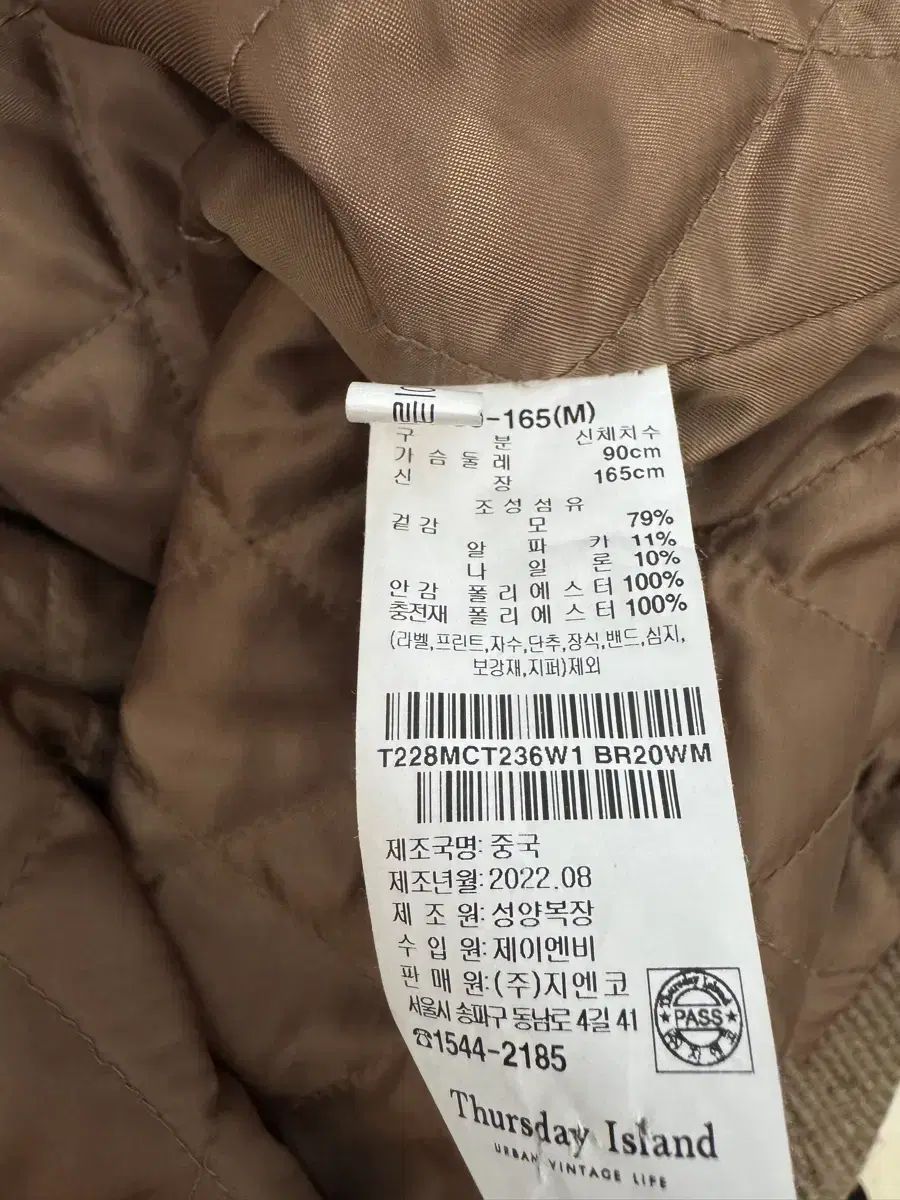 -165(M)
구 분 신체치수
가 슴 둘 레 90cm
신 장 165cm
조 성 섬 유
겉 감 모 79%
알 파 카 11%
나 일 론 10%
안 감 폴 리 에 스 터 100%
충전재 폴 리 에 스 터 100%
(라벨,프린트,자수,단추,장식,밴드,심지,
보강재,지퍼)제외
T228MCT236W1 BR20WM
제조국명: 중국
제조년월: 2022.08
제 조 원: 성양복장
수 입 원: 제이엔비
판 매 원: (주)지엔코
서울시 송파구 동남로 4길 41
☎1544-2185
Thursday Island
PASS
Thursday Island
URBAN VINTAGE LIFE